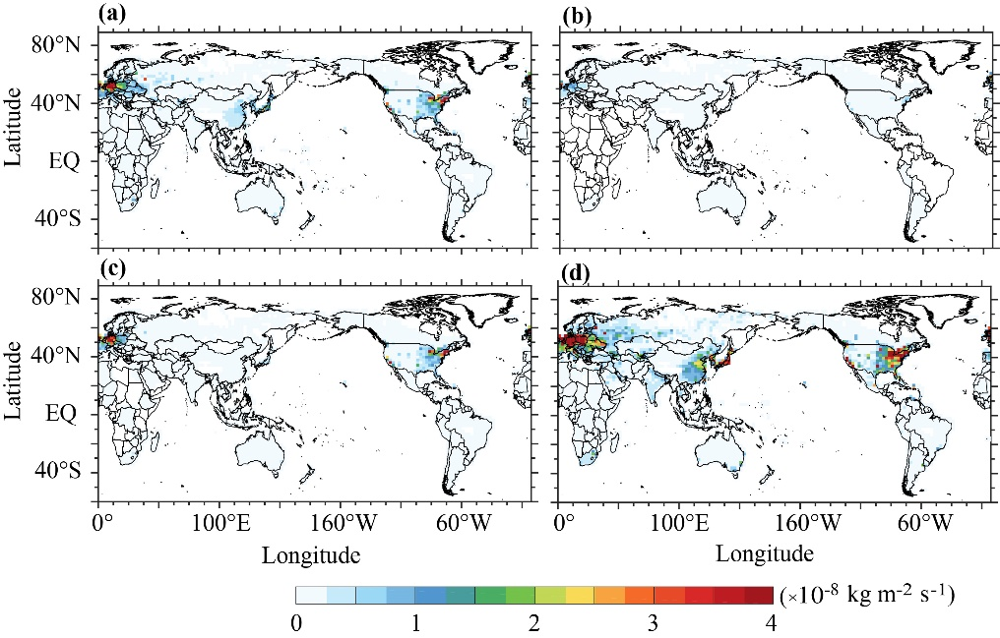 (a) (b)
80°N
40°N
EQ
40°S
Latitude
(c) (d)
80°N
40°N
EQ
40°S
Latitude
0° 100°E 160°W 60°W 0° 100°E 160°W 60°W
Longitude Longitude
(×10-8 kg m-2 s-1)
0 1 2 3 4